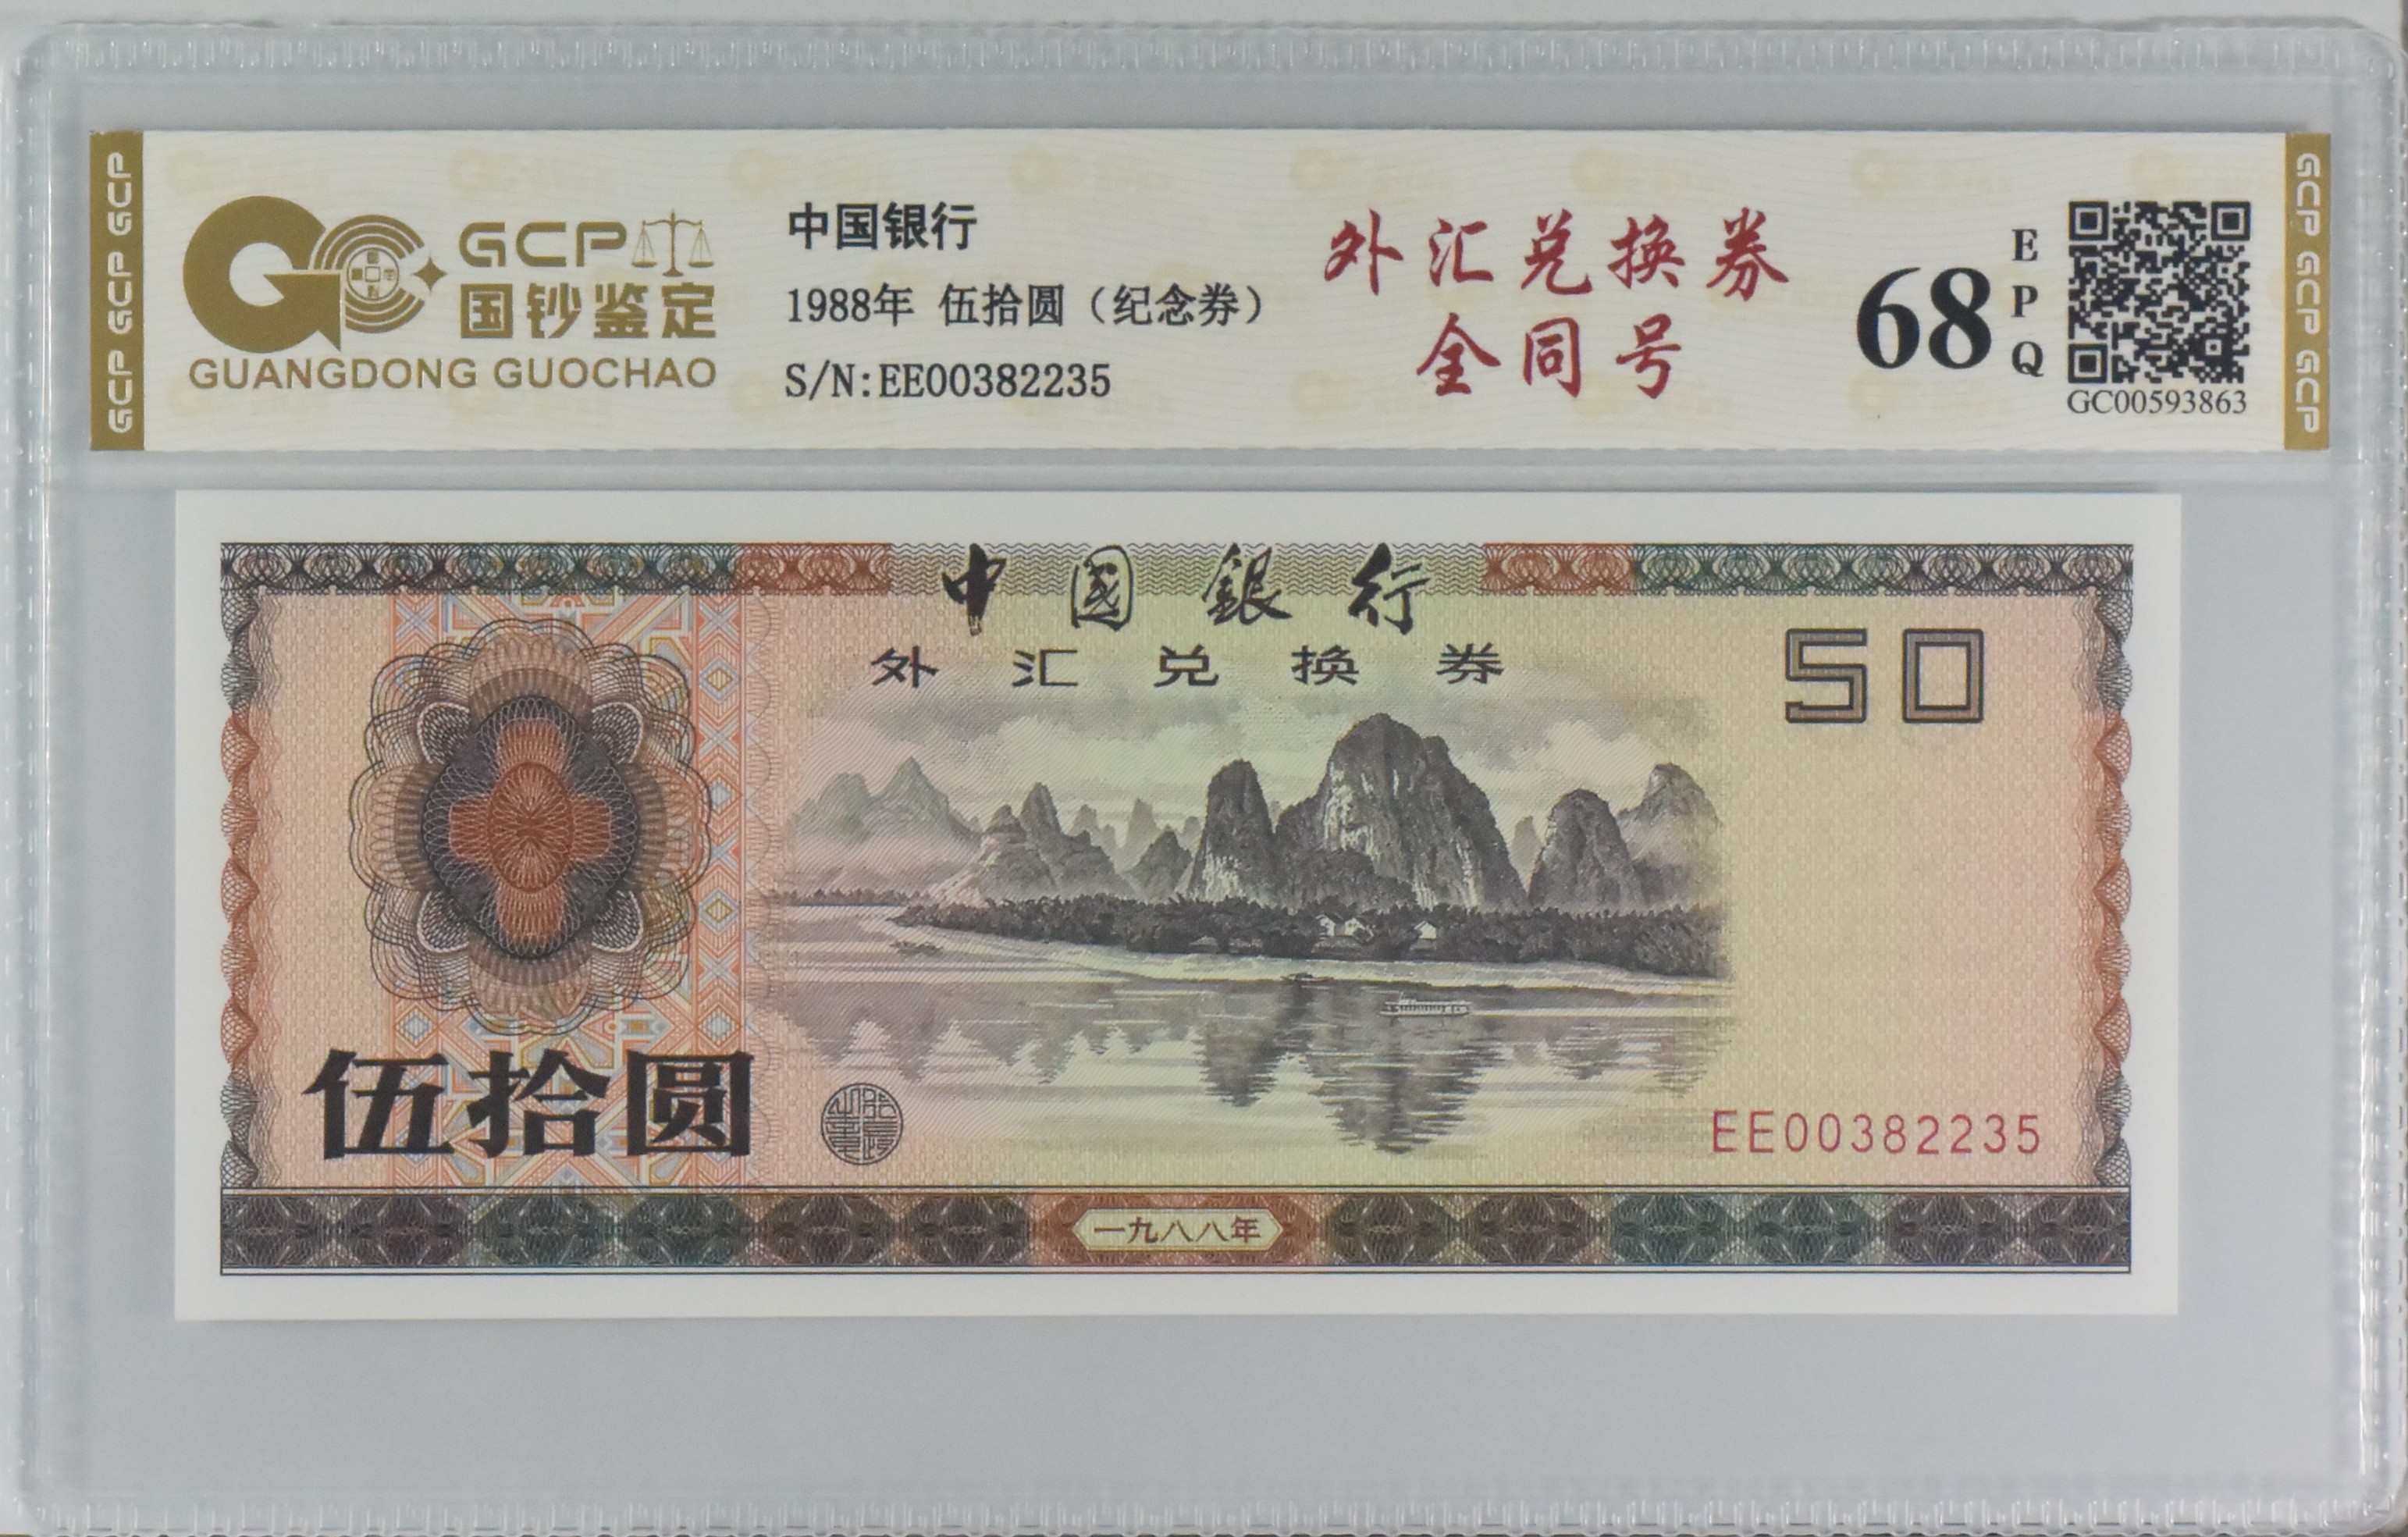 GCP GCP GCP
GCP
国钞鉴定
GUANGDONG GUOCHAO
中国银行
1988年 伍拾圆（纪念券）
S/N:EE00382235
外汇兑换券
全同号
68
EPQ
GC00593863
GCP GCP GCP
中國銀行
外汇兑换券
50
伍拾圆
EE00382235
一九八八年